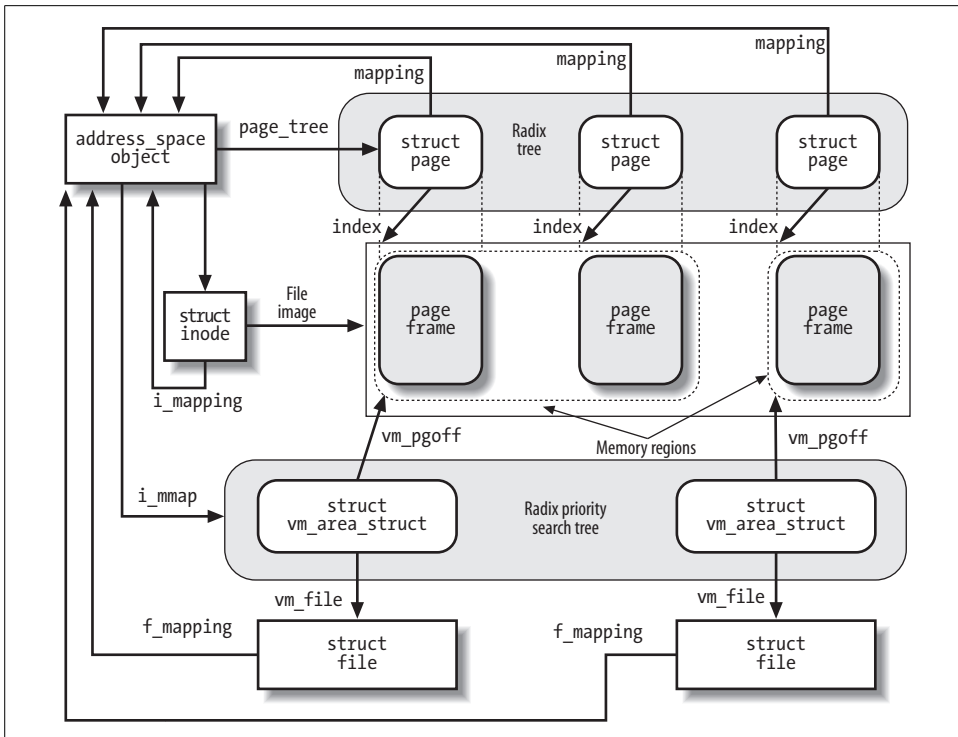 mapping
mapping
mapping
address_space
object
page_tree
struct
page
Radix
tree
struct
page
struct
page
index
index
index
struct
inode
File
image
page
frame
page
frame
page
frame
i_mapping
vm_pgoff
Memory regions
vm_pgoff
i_mmap
struct
vm_area_struct
Radix priority
search tree
struct
vm_area_struct
vm_file
vm_file
f_mapping
struct
file
f_mapping
struct
file